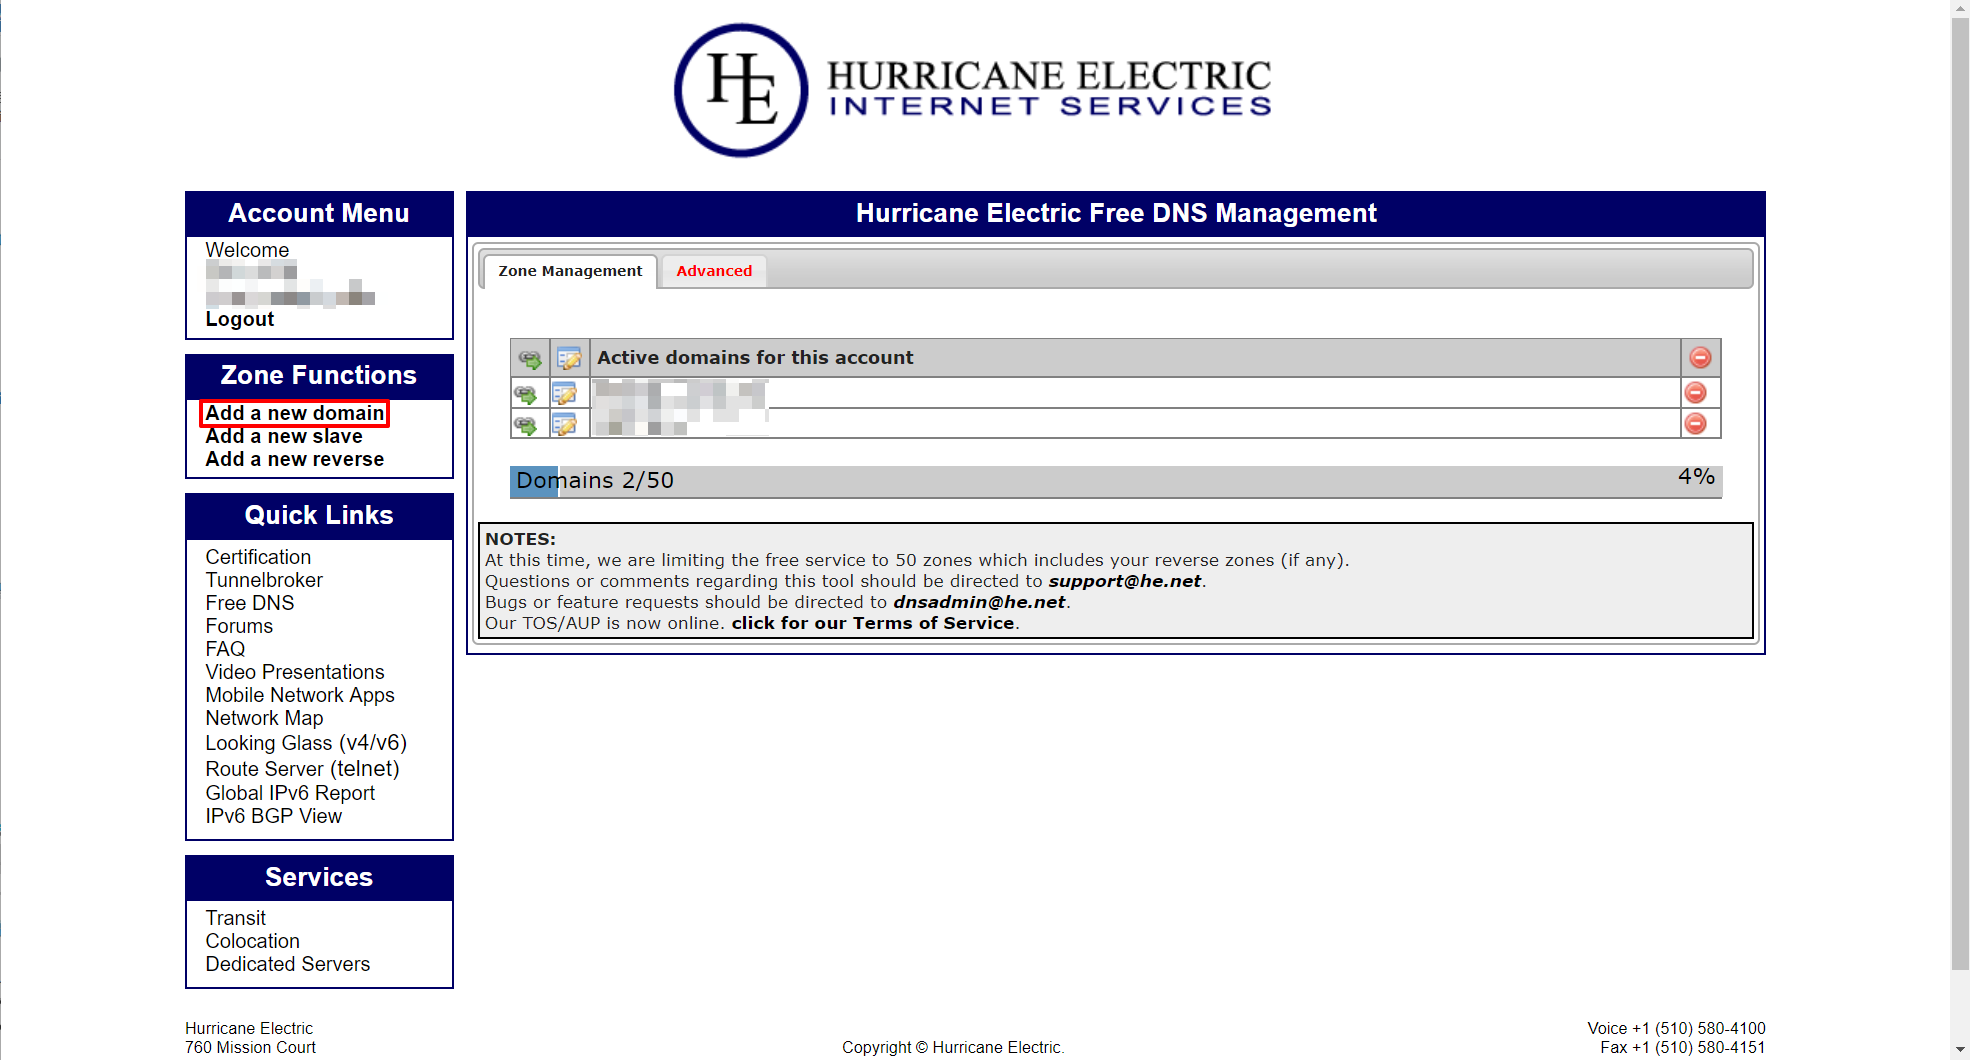 HE
HURRICANE ELECTRIC
INTERNET SERVICES
Account Menu
Welcome
Logout
Zone Functions
Add a new domain
Add a new slave
Add a new reverse
Quick Links
Certification
Tunnelbroker
Free DNS
Forums
FAQ
Video Presentations
Mobile Network Apps
Network Map
Looking Glass (v4/v6)
Route Server (telnet)
Global IPv6 Report
IPv6 BGP View
Services
Transit
Colocation
Dedicated Servers
Hurricane Electric Free DNS Management
Zone Management
Advanced
Active domains for this account
Domains 2/50 4%
NOTES:
At this time, we are limiting the free service to 50 zones which includes your reverse zones (if any).
Questions or comments regarding this tool should be directed to support@he.net.
Bugs or feature requests should be directed to dnsadmin@he.net.
Our TOS/AUP is now online. click for our Terms of Service.
Hurricane Electric
760 Mission Court
Copyright © Hurricane Electric.
Voice +1 (510) 580-4100
Fax +1 (510) 580-4151